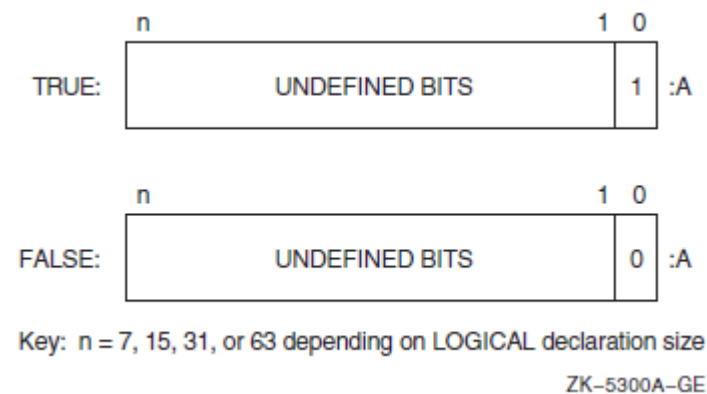 n 1 0
TRUE: UNDEFINED BITS 1 :A
n 1 0
FALSE: UNDEFINED BITS 0 :A
Key: n = 7, 15, 31, or 63 depending on LOGICAL declaration size
ZK–5300A–GE